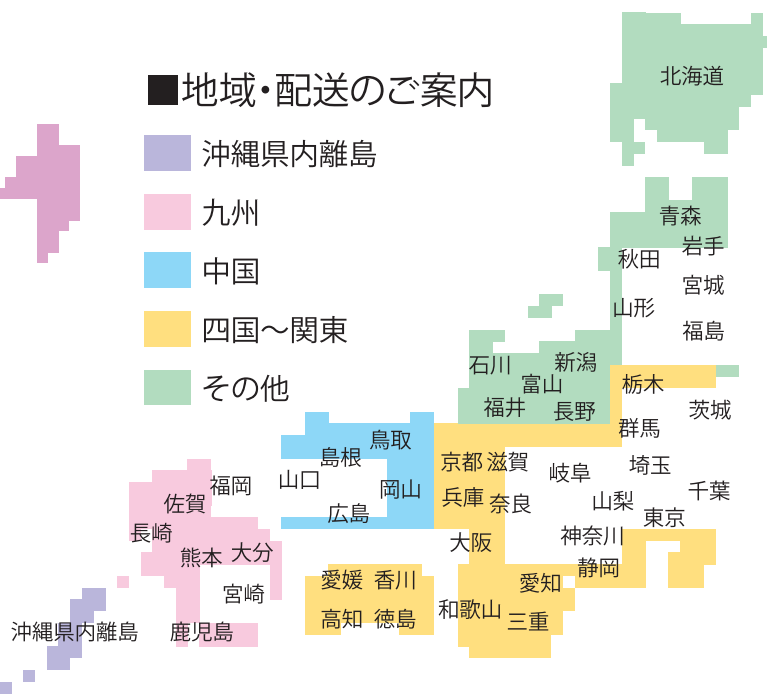 ■地域・配送のご案内
沖縄県内離島
九州
中国
四国～関東
その他
北海道
青森
岩手
秋田
宮城
山形
福島
石川
新潟
富山
福井
長野
栃木
茨城
群馬
鳥取
島根
京都
滋賀
岐阜
埼玉
山口
福岡
岡山
兵庫
奈良
山梨
千葉
佐賀
広島
東京
長崎
神奈川
大阪
熊本
大分
静岡
愛媛
香川
愛知
宮崎
和歌山
高知
徳島
三重
沖縄県内離島
鹿児島